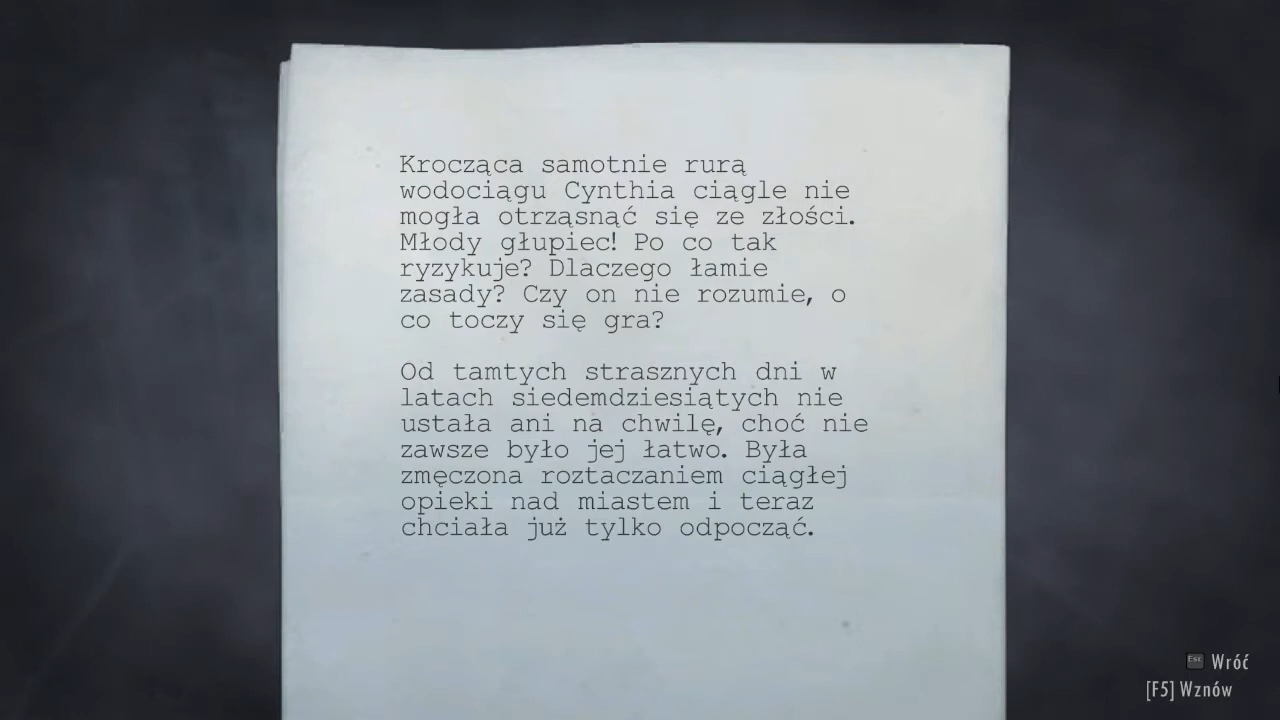 Krocząca samotnie rurą
wodociągu Cynthia ciągle nie
mogła otrząsnąć się ze złości.
Młody głupiec! Po co tak
ryzykuje? Dlaczego łamie
zasady? Czy on nie rozumie, o
co toczy się gra?
Od tamtych strasznych dni w
latach siedemdziesiątych nie
ustała ani na chwilę, choć nie
zawsze było jej łatwo. Była
zmęczona roztaczaniem ciągłej
opieki nad miastem i teraz
chciała już tylko odpocząć.
Esc Wróć
[F5] Wznów